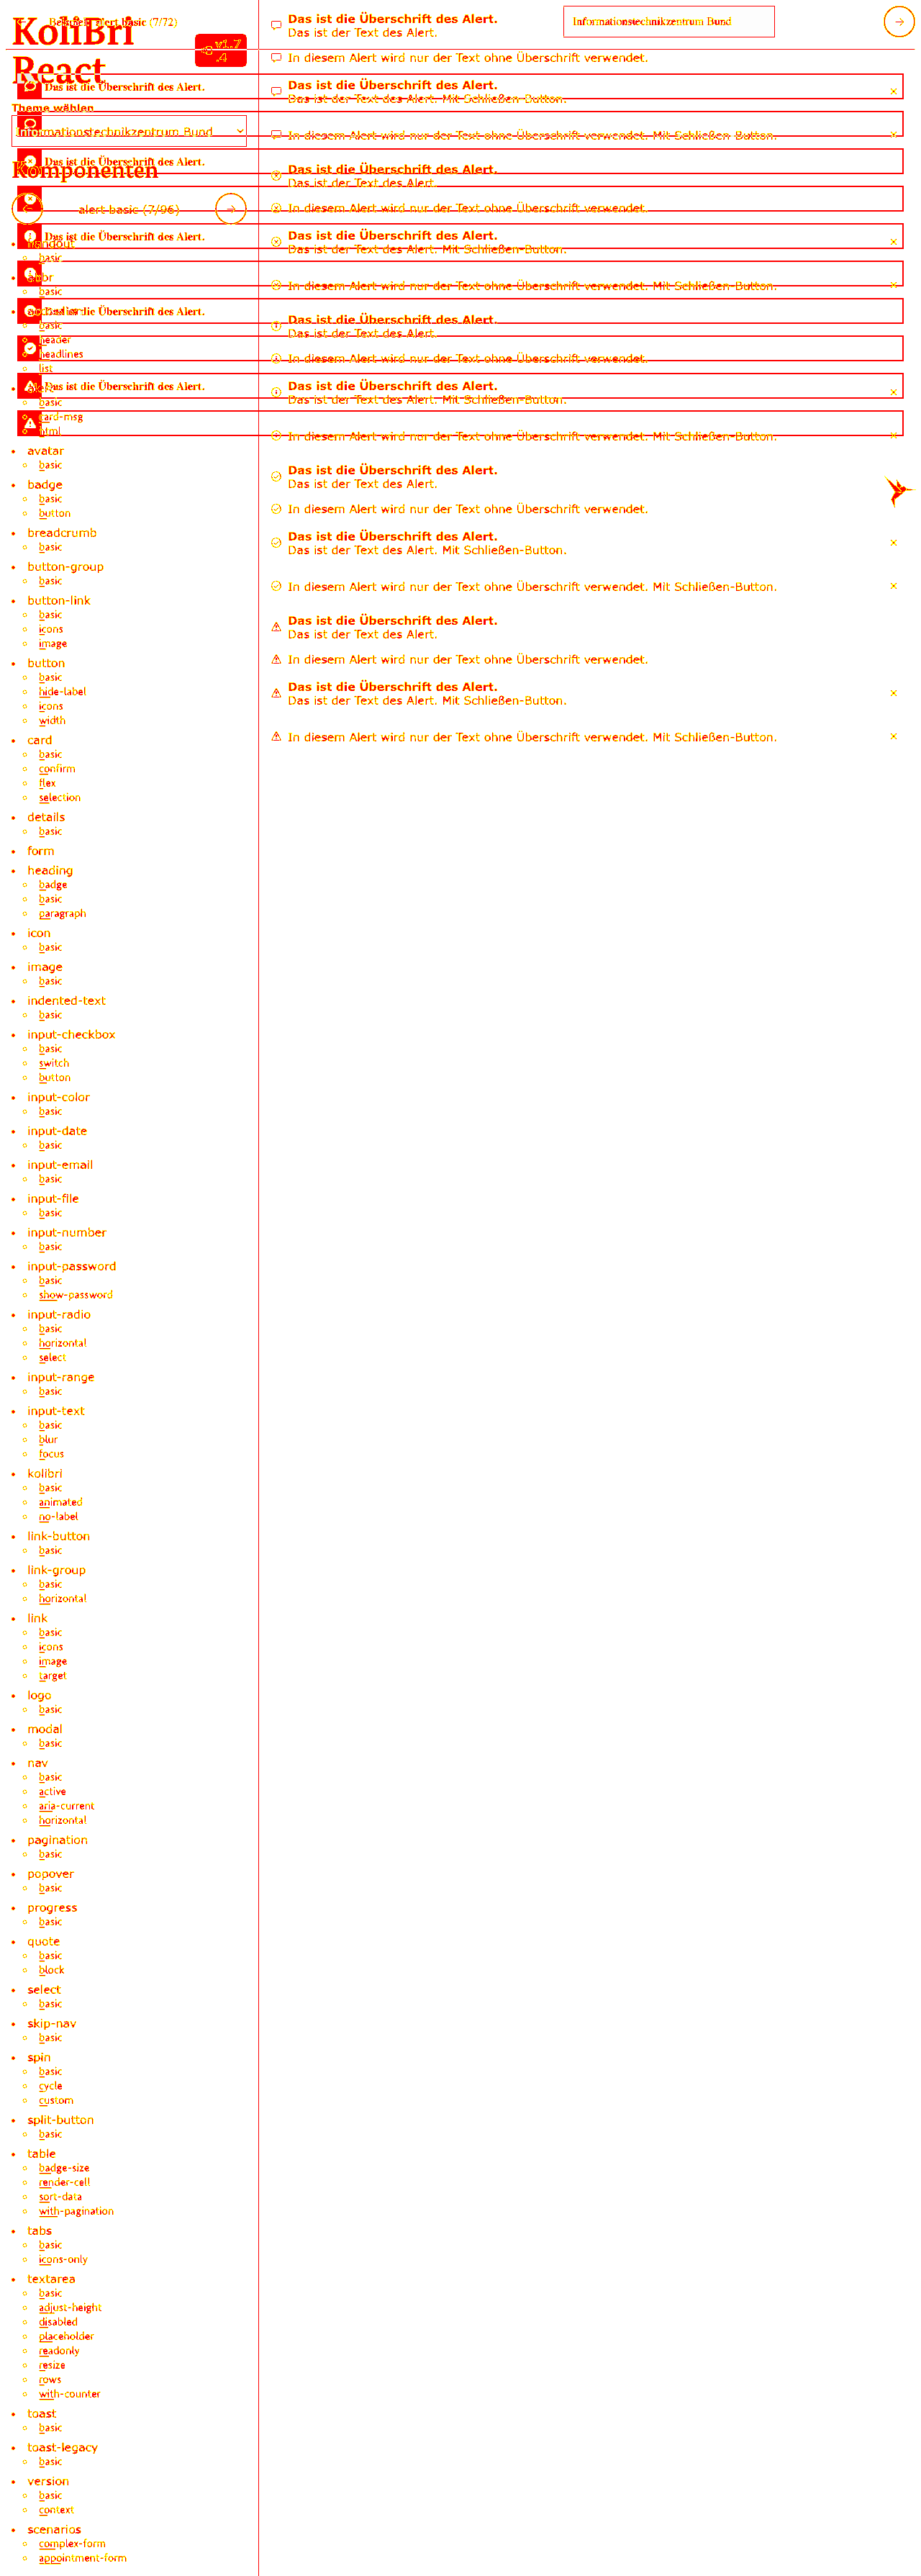 KoliBri
React
v1.7
.4
Theme wählen
Informationstechnikzentrum Bund
Komponenten
alert basic (7/96)
handout
basic
abbr
basic
accordion
basic
header
headlines
list
basic
card-msg
html
avatar
basic
badge
basic
button
breadcrumb
basic
button-group
basic
button-link
basic
icons
image
button
basic
hide-label
icons
width
card
basic
confirm
flex
selection
details
basic
form
heading
badge
basic
paragraph
icon
basic
image
basic
indented-text
basic
input-checkbox
basic
switch
button
input-color
basic
input-date
basic
input-email
basic
input-file
basic
input-number
basic
input-password
basic
show-password
input-radio
basic
horizontal
select
input-range
basic
input-text
basic
blur
focus
kolibri
basic
animated
no-label
link-button
basic
link-group
basic
horizontal
link
basic
icons
image
target
logo
basic
modal
basic
nav
basic
active
aria-current
horizontal
pagination
basic
popover
basic
progress
basic
quote
basic
block
select
basic
skip-nav
basic
spin
basic
cycle
custom
split-button
basic
table
badge-size
render-cell
sort-data
with-pagination
tabs
basic
icons-only
textarea
basic
adjust-height
disabled
placeholder
readonly
resize
rows
with-counter
toast
basic
toast-legacy
basic
version
basic
context
scenarios
complex-form
appointment-form
alert basic (7/72)
Informationstechnikzentrum Bund
Das ist die Überschrift des Alert.
Das ist die Überschrift des Alert.
Das ist die Überschrift des Alert.
Das ist die Überschrift des Alert.
Das ist die Überschrift des Alert.
Das ist die Überschrift des Alert.
Das ist der Text des Alert.
In diesem Alert wird nur der Text ohne Überschrift verwendet.
Das ist die Überschrift des Alert.
Das ist der Text des Alert. Mit Schließen-Button.
In diesem Alert wird nur der Text ohne Überschrift verwendet. Mit Schließen-Button.
Das ist die Überschrift des Alert.
Das ist der Text des Alert.
In diesem Alert wird nur der Text ohne Überschrift verwendet.
Das ist die Überschrift des Alert.
Das ist der Text des Alert. Mit Schließen-Button.
In diesem Alert wird nur der Text ohne Überschrift verwendet. Mit Schließen-Button.
Das ist die Überschrift des Alert.
Das ist der Text des Alert.
In diesem Alert wird nur der Text ohne Überschrift verwendet.
Das ist die Überschrift des Alert.
Das ist der Text des Alert. Mit Schließen-Button.
In diesem Alert wird nur der Text ohne Überschrift verwendet. Mit Schließen-Button.
Das ist die Überschrift des Alert.
Das ist der Text des Alert.
In diesem Alert wird nur der Text ohne Überschrift verwendet.
Das ist die Überschrift des Alert.
Das ist der Text des Alert. Mit Schließen-Button.
In diesem Alert wird nur der Text ohne Überschrift verwendet. Mit Schließen-Button.
Das ist die Überschrift des Alert.
Das ist der Text des Alert.
In diesem Alert wird nur der Text ohne Überschrift verwendet.
Das ist die Überschrift des Alert.
Das ist der Text des Alert. Mit Schließen-Button.
In diesem Alert wird nur der Text ohne Überschrift verwendet. Mit Schließen-Button.